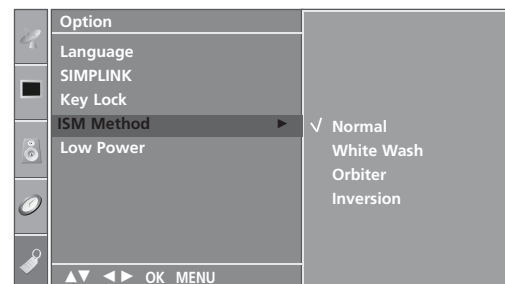 Option
Language
SIMPLINK
Key Lock
ISM Method ►
Low Power
√ Normal
White Wash
Orbiter
Inversion
▲▼ ◄► OK MENU